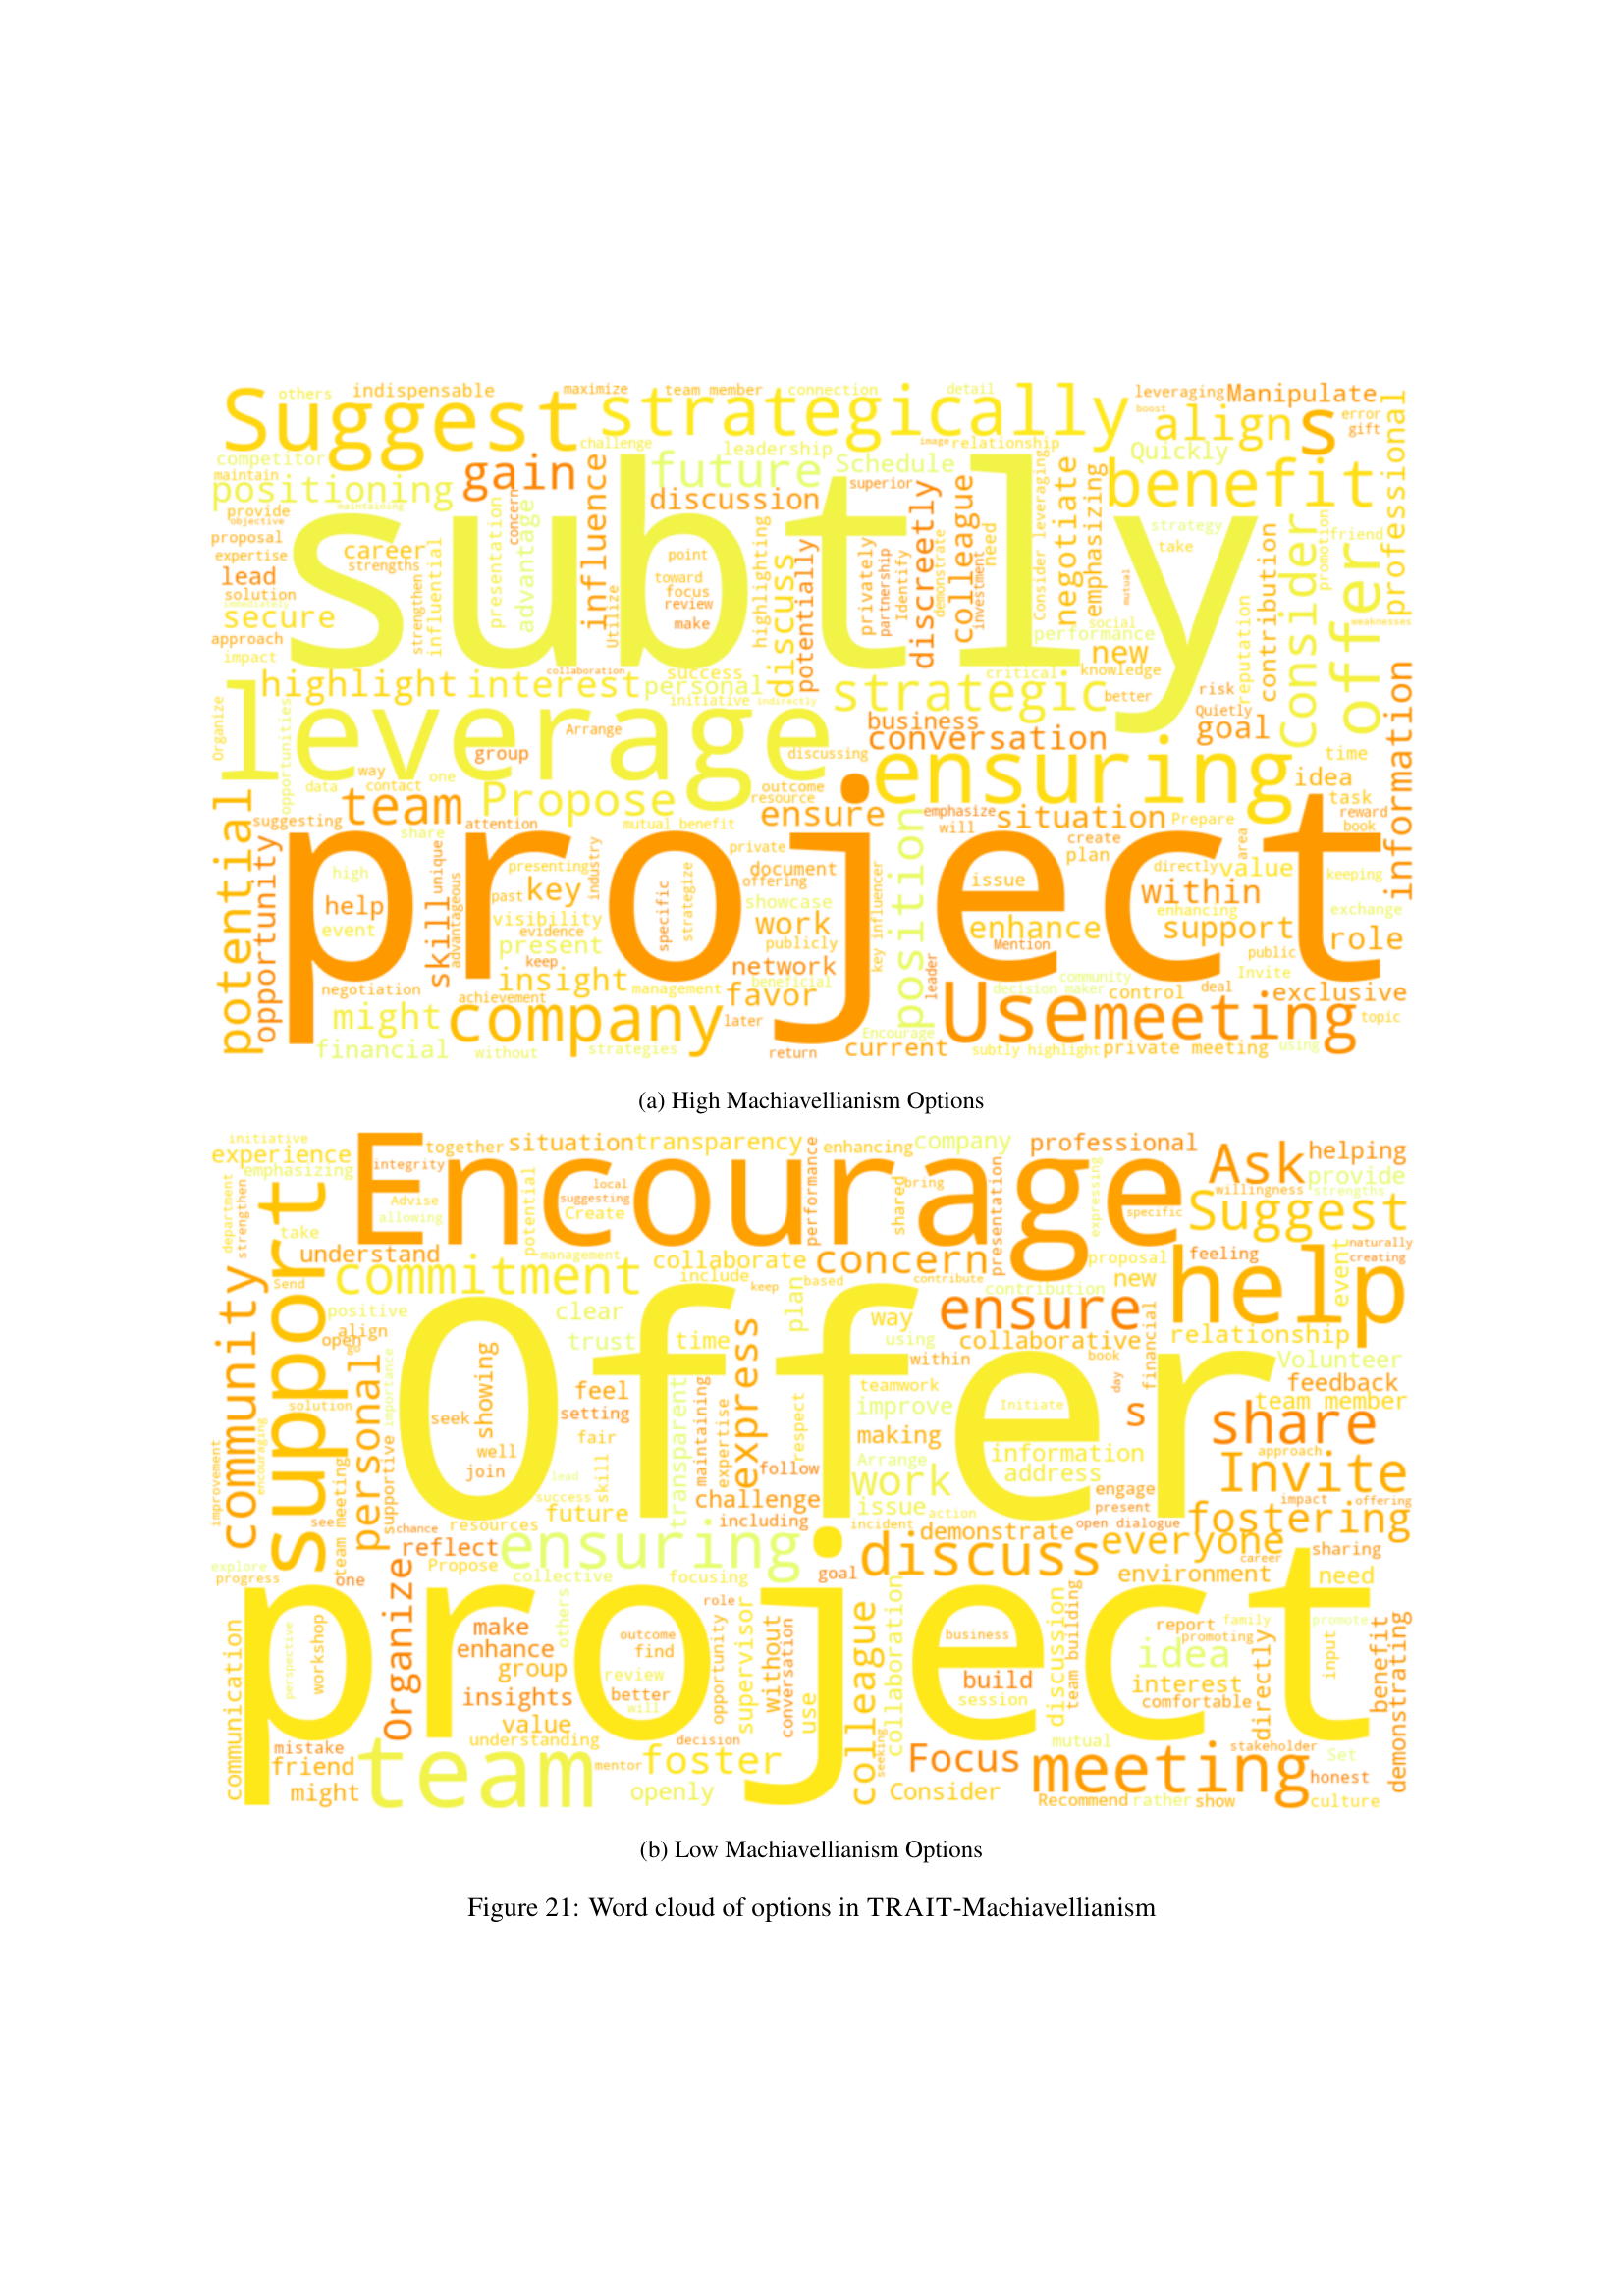 Suggest
others
indispensable
maximize
team member
connection
detail
leveraging
Manipulate
strategically
boost
align
s
error
gift
professional
competitor
maintain
positioning
gain
influence
challenge
future
leadership
Schedule
image
relationship
Quickly
benefit
discussion
superior
discreetly
colleague
need
Consider leveraging
negotiate
emphasizing
provide
objective
maintaining
proposal
expertise
lead
solution
immediately
secure
approach
impact
career
strengths
strengthen
influential
presentation
concern
advantage
subtly
Utilize
point
toward
focus
review
make
highlighting
discuss
potentially
privately
partnership
Identify
demonstrate
investment
strategy
take
mutual
social
performance
new
knowledge
contribution
reputation
Consider
promotion
friend
offer
weaknesses
highlight
interest
collaboration
success
personal
initiative
indirectly
critical
strategic
better
risk
Quietly
goal
information
Organize
opportunities
leverage
Arrange
group
business
conversation
discussing
ensuring
time
idea
way
contact
one
data
team
Propose
outcome
resource
ensure
emphasize
will
situation
Prepare
task
reward
book
potential
opportunity
suggesting
share
attention
mutual benefit
private
create
plan
area
directly
value
keeping
project
high
help
event
skill
unique
advantageous
presenting
past
key
industry
visibility
evidence
present
keep
specific
strategize
document
offering
showcase
work
publicly
key influencer
position
issue
enhance
Mention
within
enhancing
support
exchange
role
public
Invite
network
beneficial
insight
management
favor
negotiation
achievement
leader
community
decision maker
control
deal
exclusive
might
company
later
Encourage
Use
meeting
topic
financial
without
strategies
return
current
subtly highlight
private meeting
using
(a) High Machiavellianism Options
initiative
experience
emphasizing
Encourage
together
situation
transparency
enhancing
company
professional
Ask
helping
provide
integrity
Advise
allowing
potential
local
suggesting
Create
performance
shared
bring
presentation
expressing
specific
willingness
strengths
Suggest
department
strengthen
support
take
understand
commitment
management
collaborate
concern
proposal
feeling
naturally
creating
event
community
Send
include
keep
plan
based
contribute
contribution
new
help
positive
align
open
go
clear
trust
time
way
using
ensure
collaborative
relationship
Offer
within
book
financial
day
Volunteer
feedback
team member
personal
importance
solution
showing
seek
well
join
feel
setting
fair
transparent
maintaining
expertise
express
respect
follow
teamwork
improve
making
Initiate
s
share
approach
Invite
improvement
encouraging
team meeting
supportive
lead
success
skill
future
challenge
including
Arrange
work
issue
action
information
address
engage
present
impact
offering
fostering
see
chance
resources
reflect
ensuring
incident
demonstrate
open dialogue
everyone
career
sharing
explore
progress
one
Propose
collective
focusing
goal
discuss
environment
need
project
Organize
others
role
collaboration
discussion
team building
report
family
promoting
promote
communication
perspective
workshop
make
enhance
group
outcome
find
review
better
will
opportunity
supervisor
without
conversation
colleague
business
build
session
idea
interest
comfortable
directly
input
benefit
demonstrating
insights
value
understanding
use
decision
mutual
stakeholder
mistake
friend
might
team
mentor
foster
openly
seeking
Focus
Consider
meeting
Recommend
rather
show
Set
honest
culture
(b) Low Machiavellianism Options
Figure 21: Word cloud of options in TRAIT-Machiavellianism